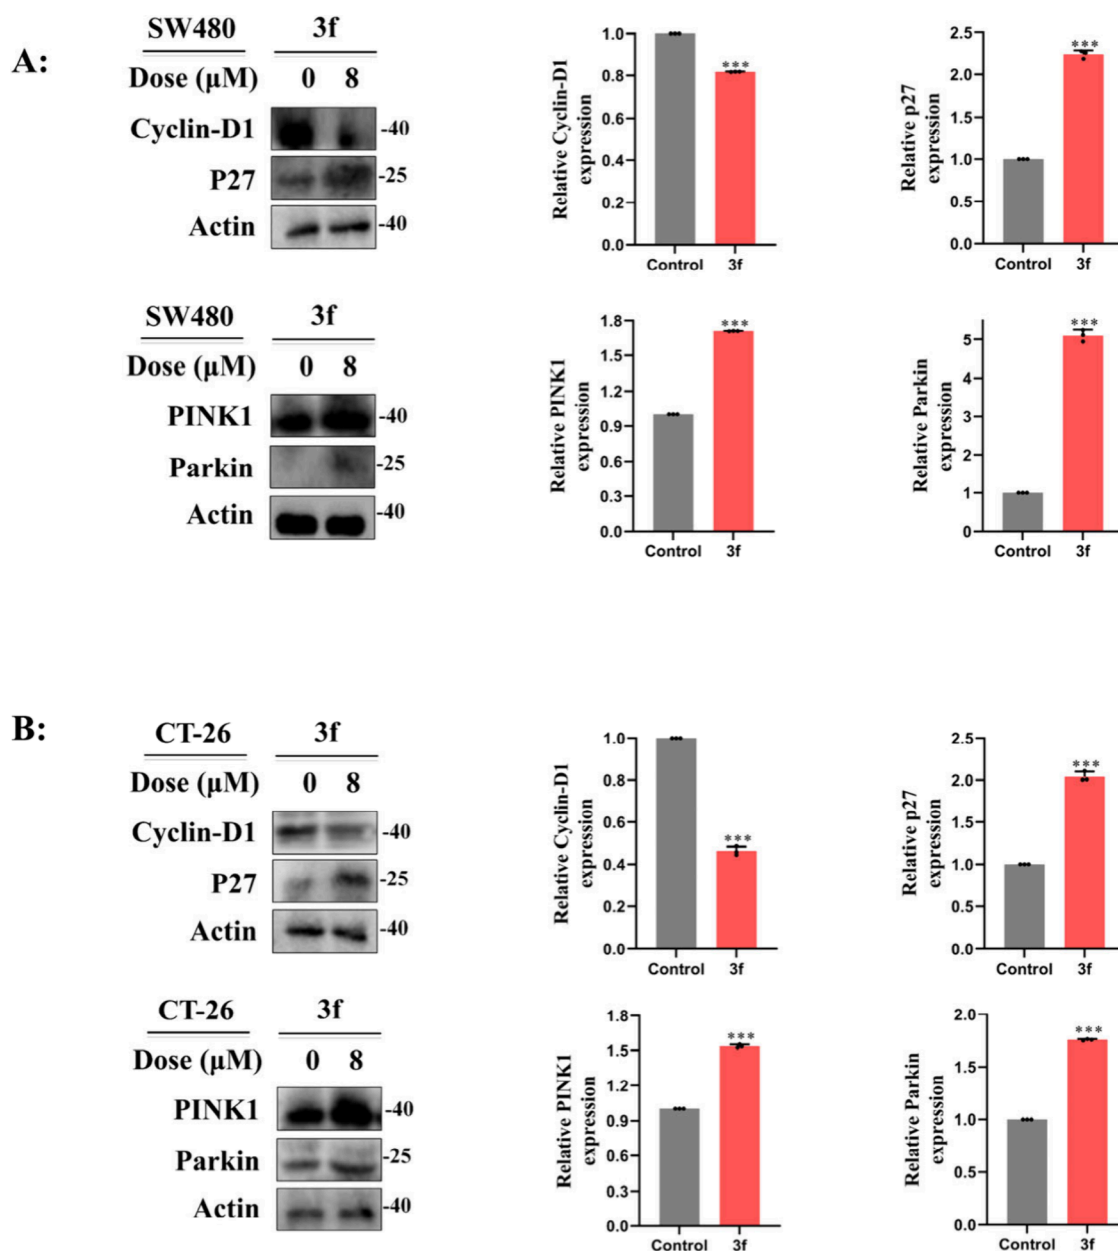 A:
SW480 3f
Dose (μM) 0 8
Cyclin-D1 -40
P27 -25
Actin -40
Relative Cyclin-D1
expression
1.0
0.8
0.6
0.4
0.2
0.0
***
Control 3f
Relative p27
expression
2.5
2.0
1.5
1.0
0.5
0.0
***
Control 3f
SW480 3f
Dose (μM) 0 8
PINK1 -40
Parkin -25
Actin -40
Relative PINK1
expression
1.8
1.5
1.2
0.9
0.6
0.3
0.0
***
Control 3f
Relative Parkin
expression
5
4
3
2
1
0
***
Control 3f
B:
CT-26 3f
Dose (μM) 0 8
Cyclin-D1 -40
P27 -25
Actin -40
Relative Cyclin-D1
expression
1.0
0.8
0.6
0.4
0.2
0.0
***
Control 3f
Relative p27
expression
2.5
2.0
1.5
1.0
0.5
0.0
***
Control 3f
CT-26 3f
Dose (μM) 0 8
PINK1 -40
Parkin -25
Actin -40
Relative PINK1
expression
1.8
1.5
1.2
0.9
0.6
0.3
0.0
***
Control 3f
Relative Parkin
expression
2.0
1.5
1.0
0.5
0.0
***
Control 3f